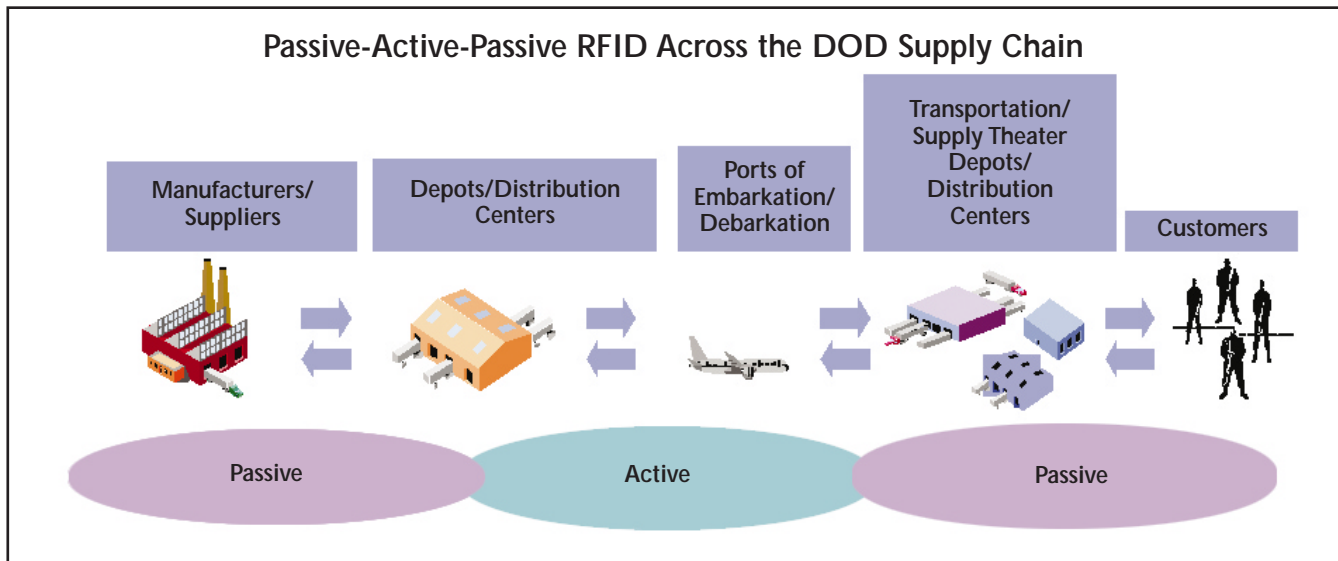 Passive-Active-Passive RFID Across the DOD Supply Chain
Manufacturers/
Suppliers
Depots/Distribution
Centers
Ports of
Embarkation/
Debarkation
Transportation/
Supply Theater
Depots/
Distribution
Centers
Customers
Passive
Active
Passive